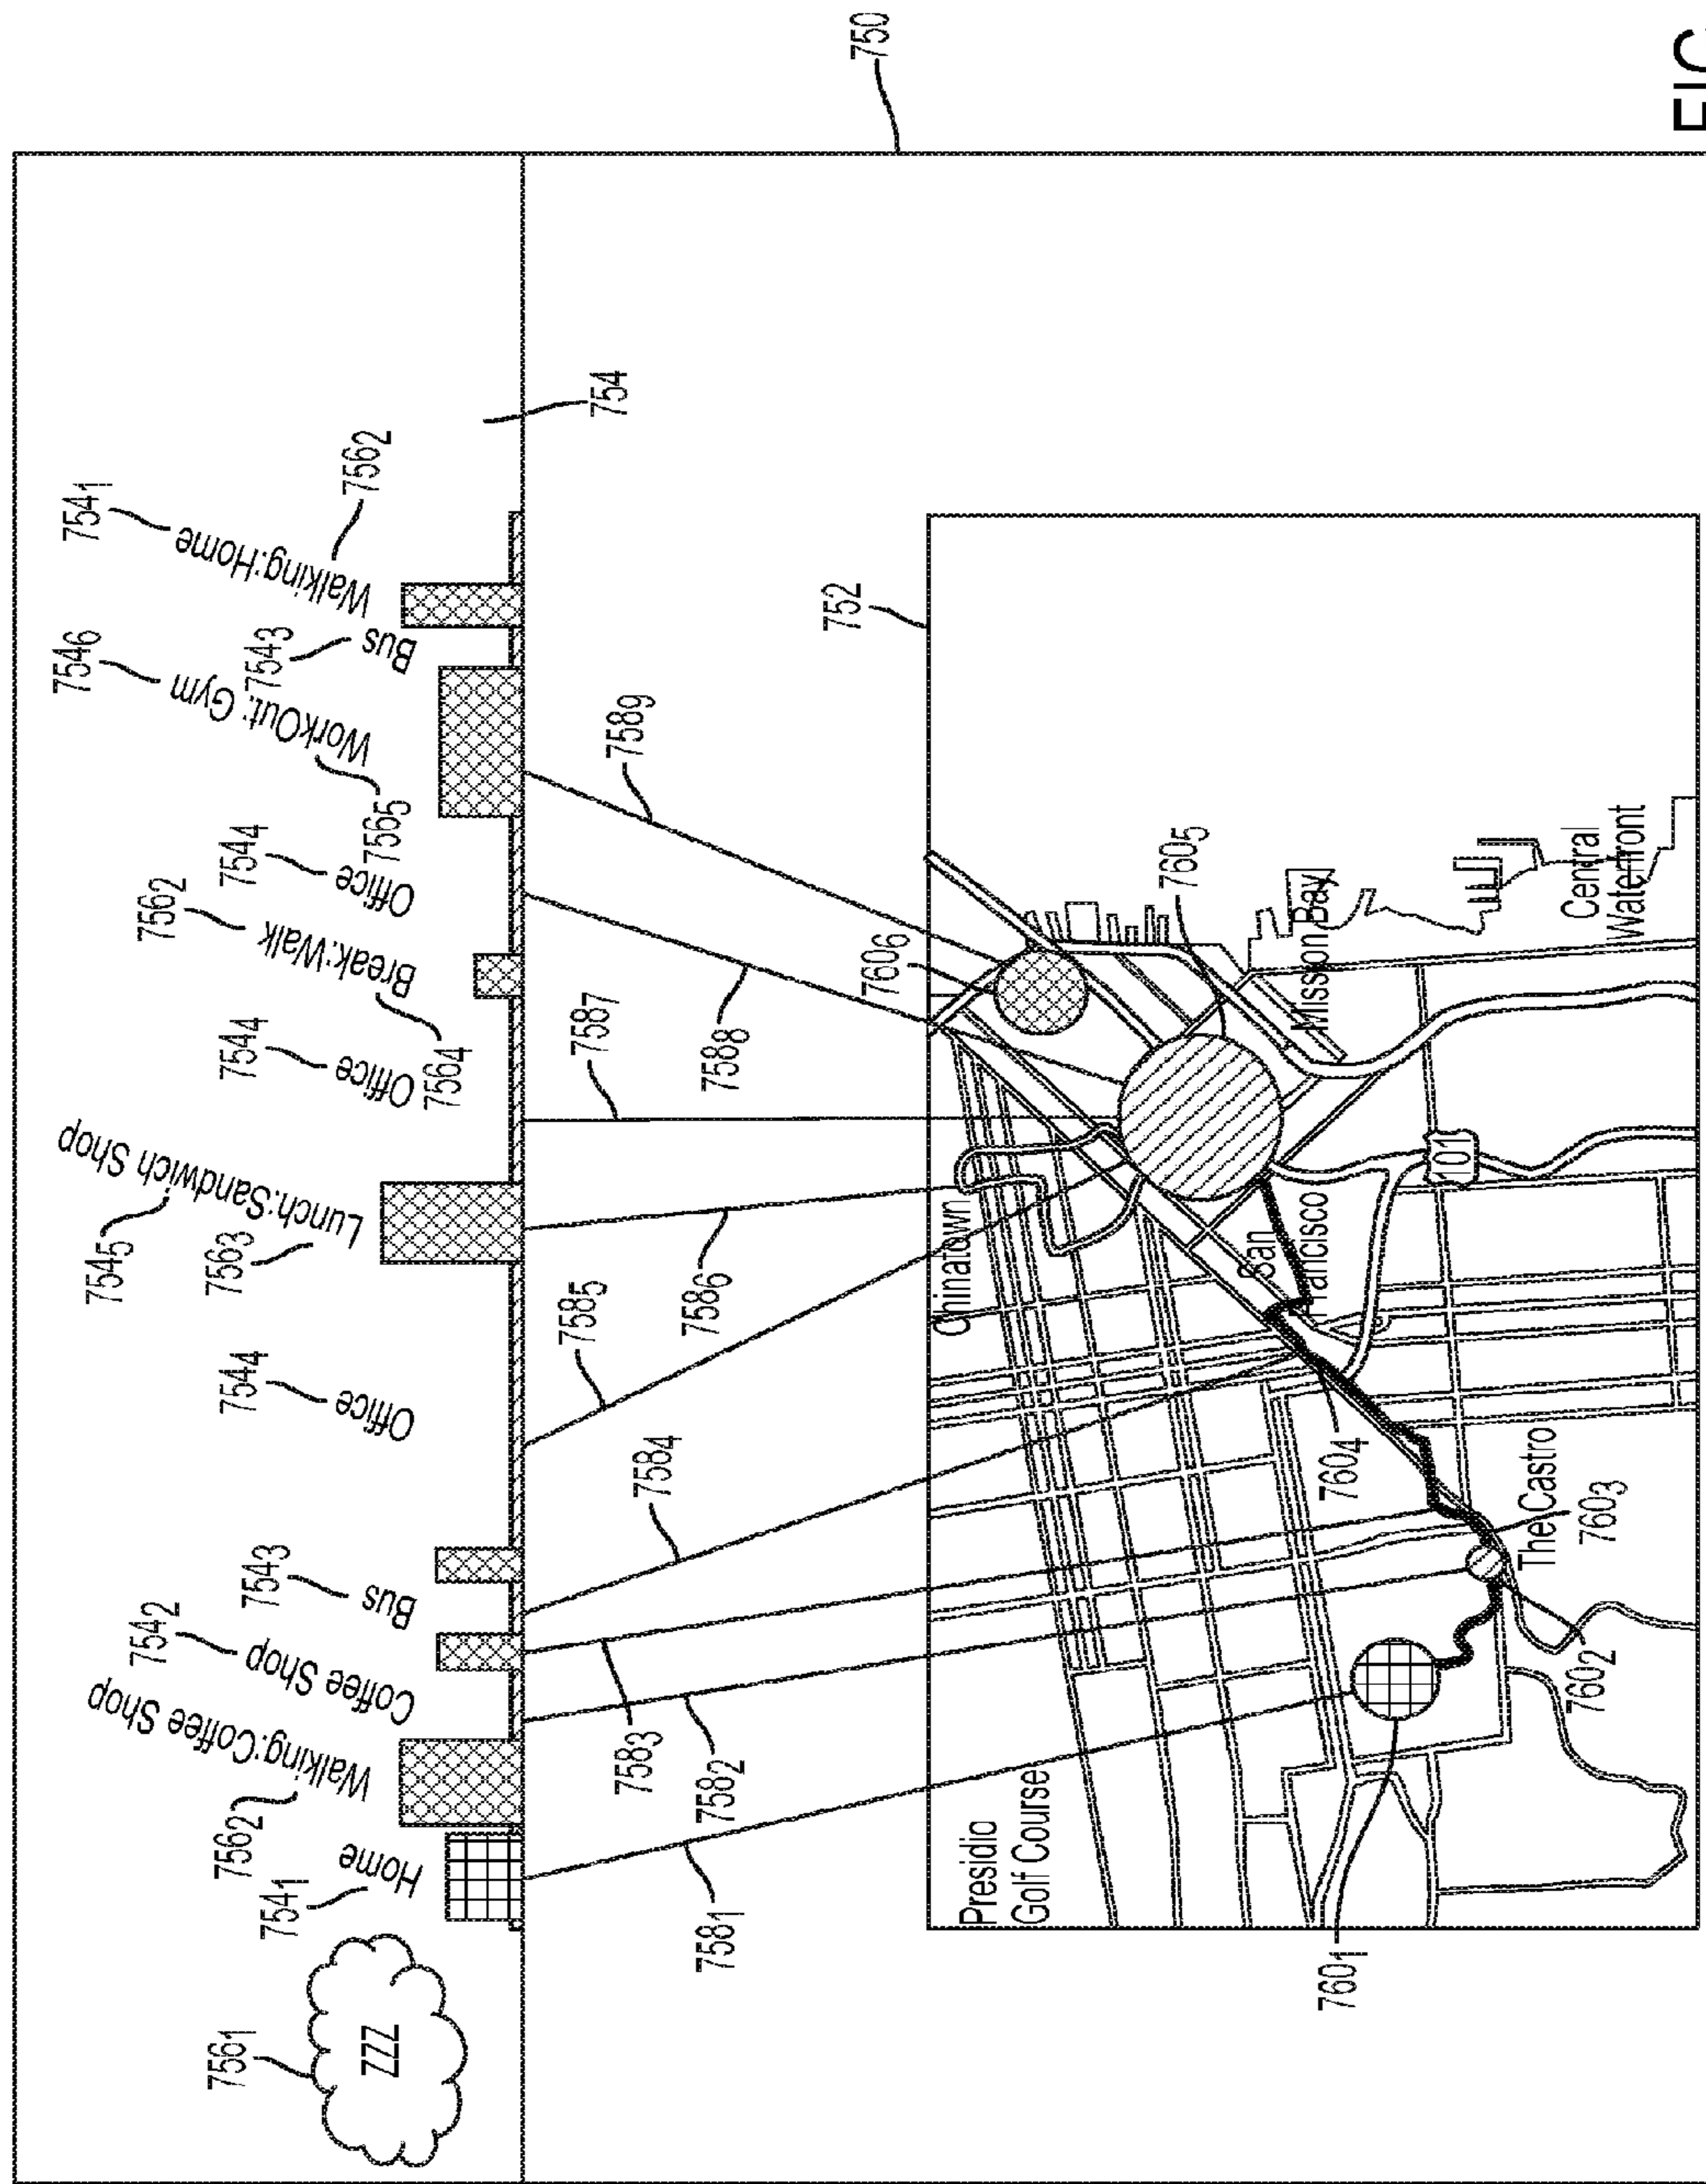 FIG
750
754
752
756₁
ZZZ
754₁
Home
756₂
Walking:Coffee Shop
754₂
Coffee Shop
Bus
754₃
Office
754₄
754₅
756₃
Lunch:Sandwich Shop
Office
754₄
756₄
Break:Walk
756₂
Office
754₄
756₅
WorkOut: Gym
754₆
Bus
754₃
Walking:Home
754₁
756₂
758₁
758₂
758₃
758₄
758₅
758₆
758₇
758₈
758₉
Presidio
Golf Course
Chinatown
San
Francisco
101
Mission Bay
Central
Waterfront
The Castro
760₁
760₂
760₃
760₄
760₅
760₆